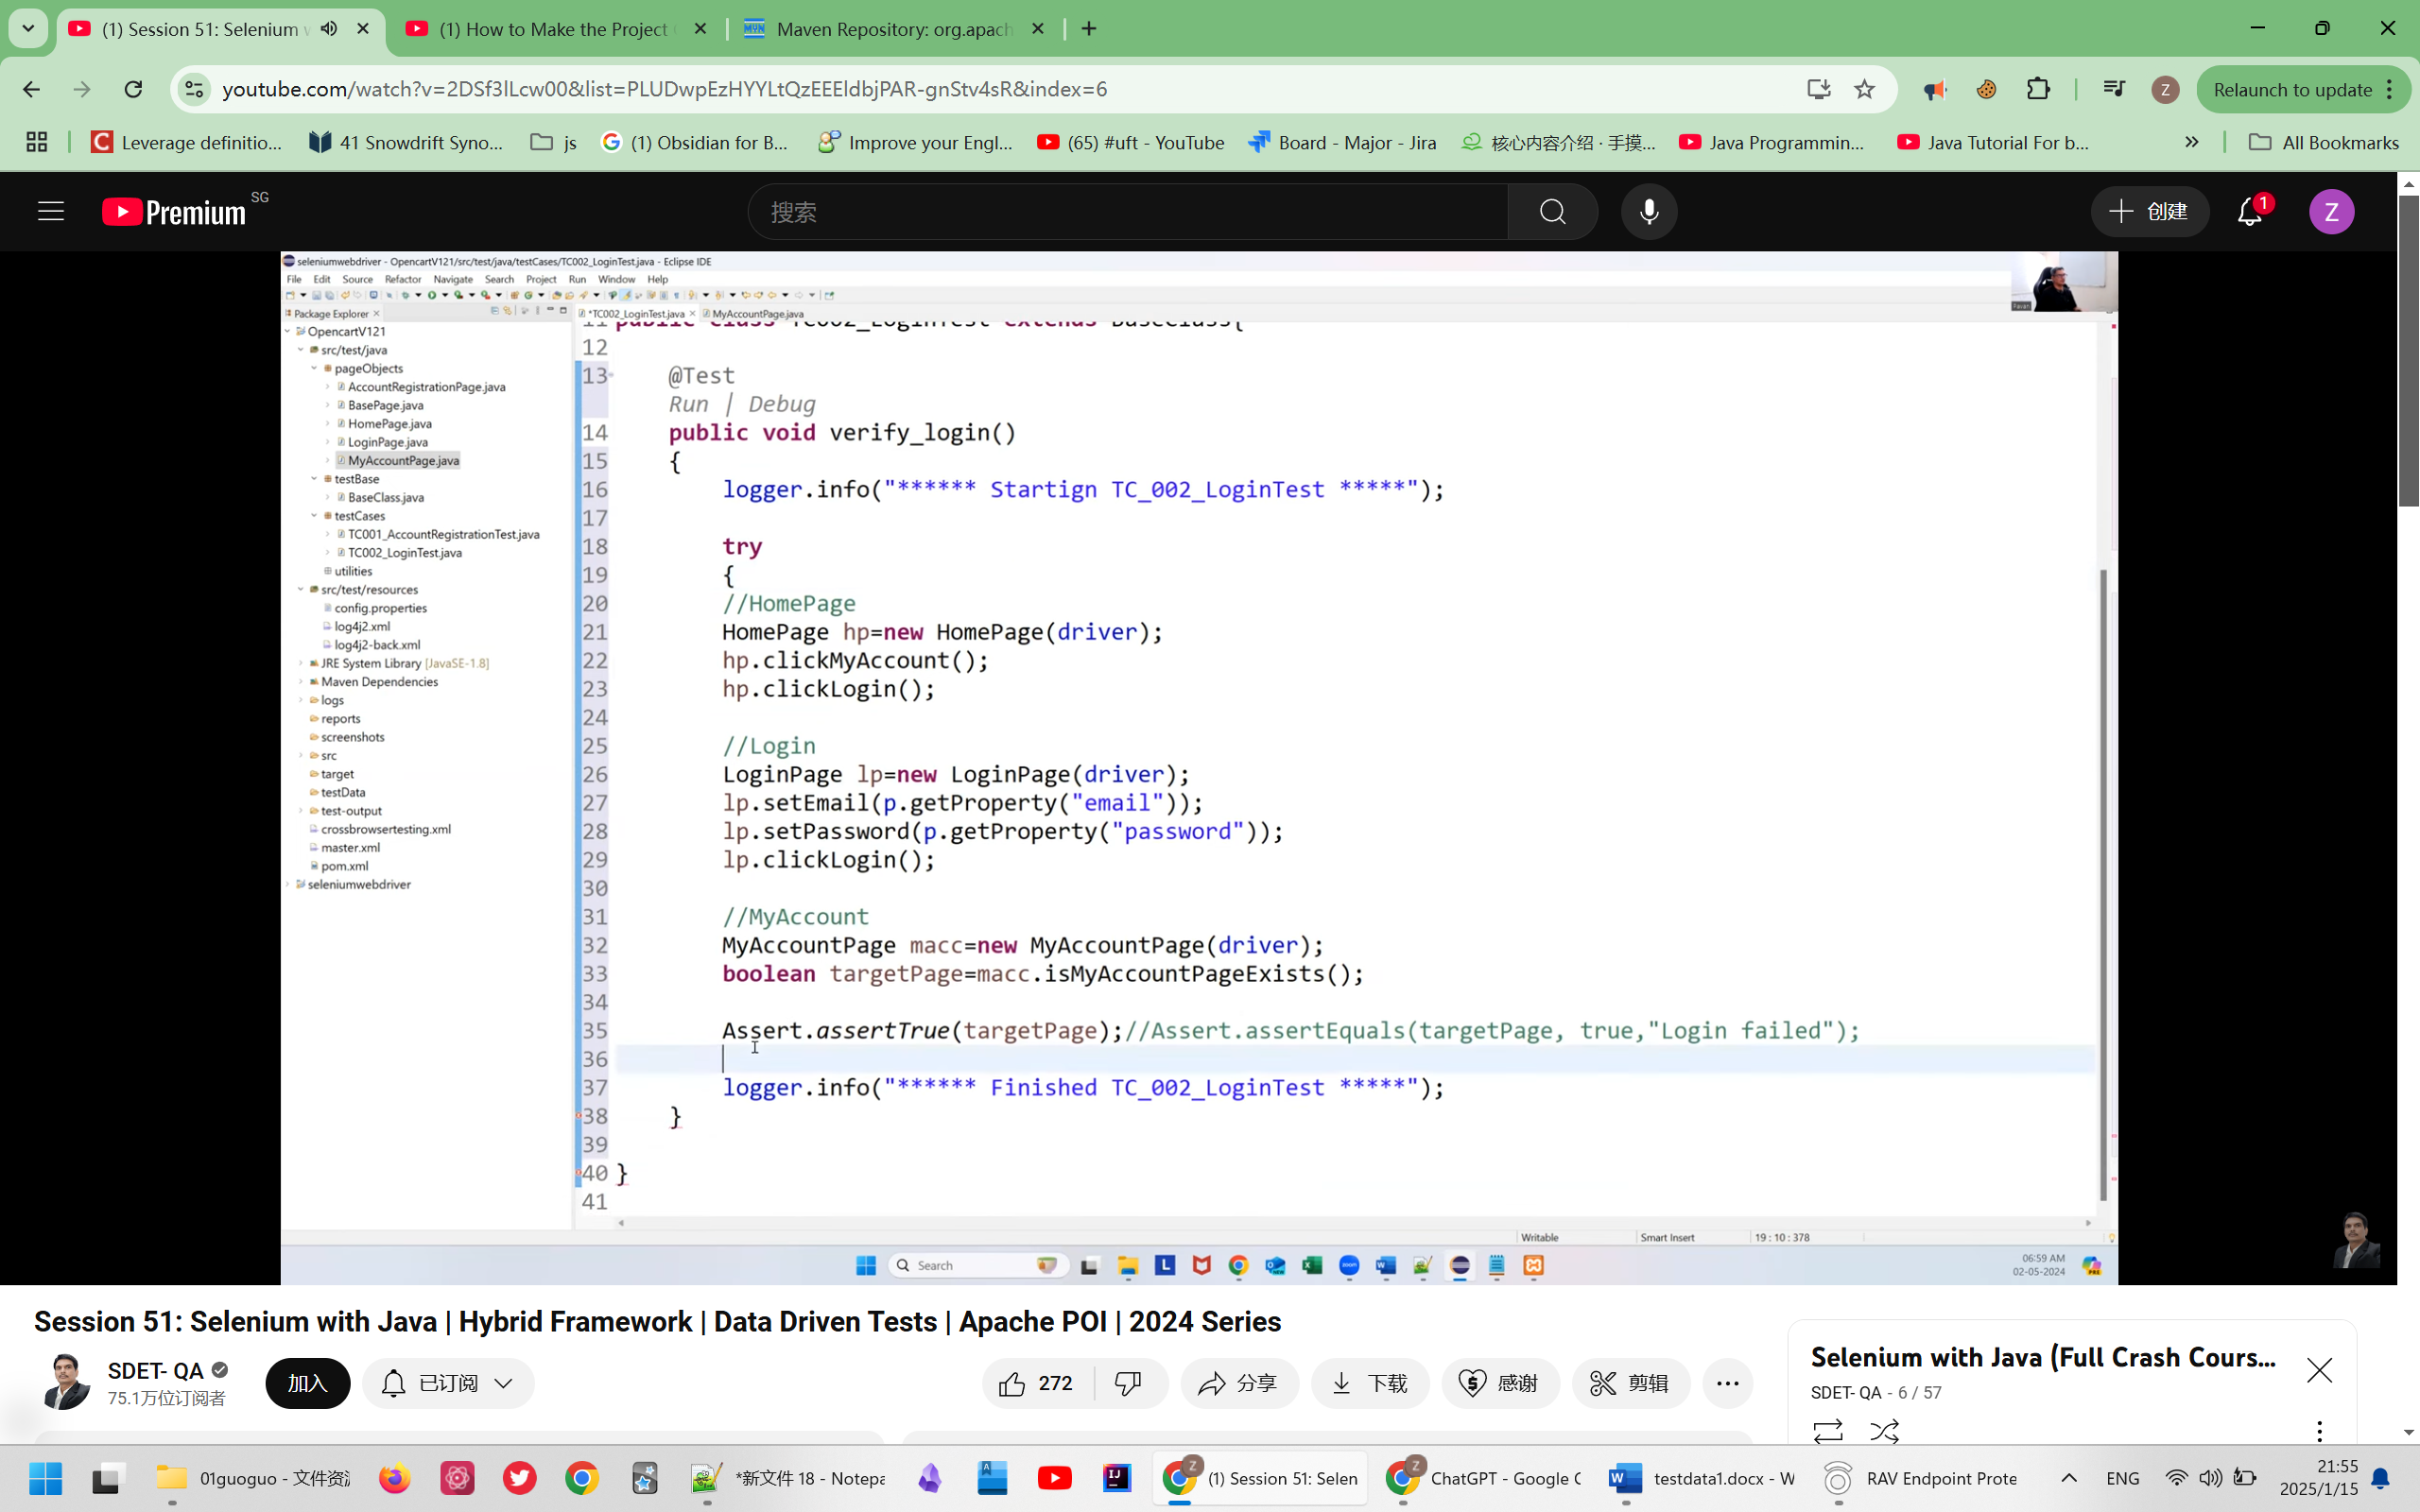 (1) Session 51: Selenium w
(1) How to Make the Project
Maven Repository: org.apach
youtube.com/watch?v=2DSf3lLcw00&list=PLUDwpEzHYYLtQzEEEldbjPAR-gnStv4sR&index=6
Z
Relaunch to update
Leverage definitio...
41 Snowdrift Syno...
js
(1) Obsidian for B...
Improve your Engl...
(65) #uft - YouTube
Board - Major - Jira
核心内容介绍 · 手摸...
Java Programmin...
Java Tutorial For b...
All Bookmarks
Premium SG
搜索
创建
1
Z
seleniumwebdriver - OpencartV121/src/test/java/testCases/TC002_LoginTest.java - Eclipse IDE
File Edit Source Refactor Navigate Search Project Run Window Help
Package Explorer
*TC002_LoginTest.java
MyAccountPage.java
OpencartV121
src/test/java
pageObjects
AccountRegistrationPage.java
BasePage.java
HomePage.java
LoginPage.java
MyAccountPage.java
testBase
BaseClass.java
testCases
TC001_AccountRegistrationTest.java
TC002_LoginTest.java
utilities
src/test/resources
config.properties
log4j2.xml
log4j2-back.xml
JRE System Library [JavaSE-1.8]
Maven Dependencies
logs
reports
screenshots
src
target
testData
test-output
crossbrowsertesting.xml
master.xml
pom.xml
seleniumwebdriver
11 public class TC002_LoginTest extends BaseClass{
12
13 @Test
Run | Debug
14 public void verify_login()
15 {
16 logger.info("****** Startign TC_002_LoginTest *****");
17
18 try
19 {
20 //HomePage
21 HomePage hp=new HomePage(driver);
22 hp.clickMyAccount();
23 hp.clickLogin();
24
25 //Login
26 LoginPage lp=new LoginPage(driver);
27 lp.setEmail(p.getProperty("email"));
28 lp.setPassword(p.getProperty("password"));
29 lp.clickLogin();
30
31 //MyAccount
32 MyAccountPage macc=new MyAccountPage(driver);
33 boolean targetPage=macc.isMyAccountPageExists();
34
35 Assert.assertTrue(targetPage);//Assert.assertEquals(targetPage, true,"Login failed");
36
37 logger.info("****** Finished TC_002_LoginTest *****");
38 }
39
40 }
41
Writable
Smart Insert
19 : 10 : 378
Search
06:59 AM
02-05-2024
Session 51: Selenium with Java | Hybrid Framework | Data Driven Tests | Apache POI | 2024 Series
SDET- QA
75.1万位订阅者
加入
已订阅
272
分享
下载
感谢
剪辑
Selenium with Java (Full Crash Cours...
SDET- QA - 6 / 57
01guoguo - 文件资
*新文件 18 - Notepa
(1) Session 51: Selen
ChatGPT - Google C
testdata1.docx - W
RAV Endpoint Prote
ENG
21:55
2025/1/15